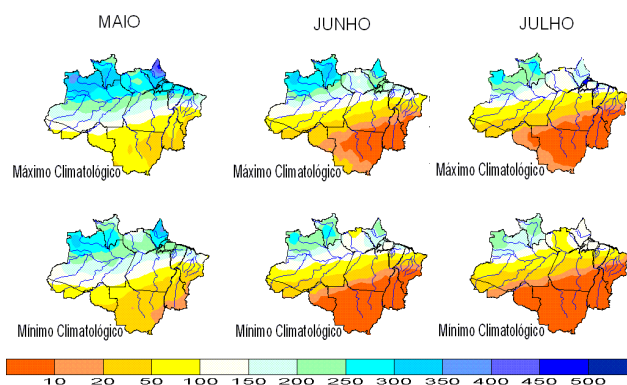 MAIO JUNHO JULHO
Máximo Climatológico Máximo Climatológico Máximo Climatológico
Mínimo Climatológico Mínimo Climatológico Mínimo Climatológico
10 20 50 100 150 200 250 300 350 400 450 500